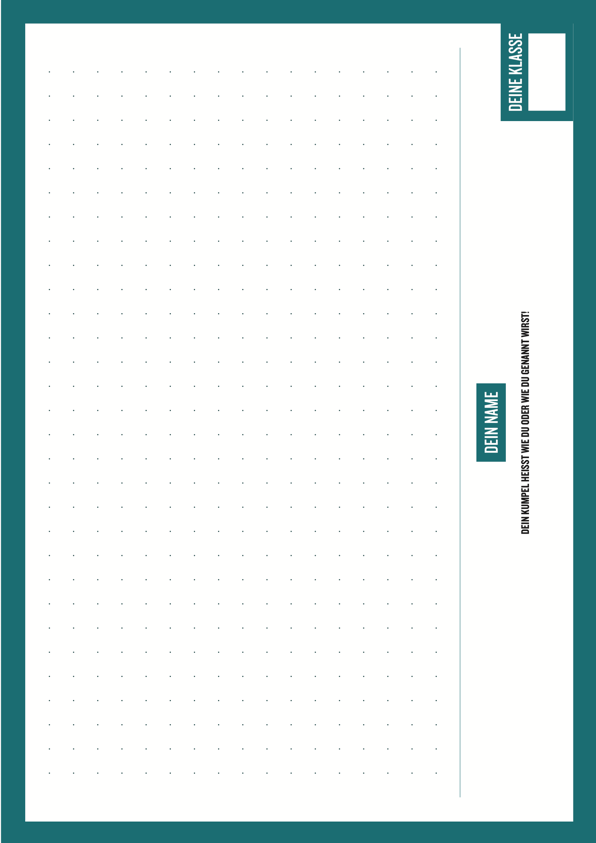 DEINE KLASSE
DEIN NAME
DEIN KUMPEL HEISST WIE DU ODER WIE DU GENANNT WIRST!